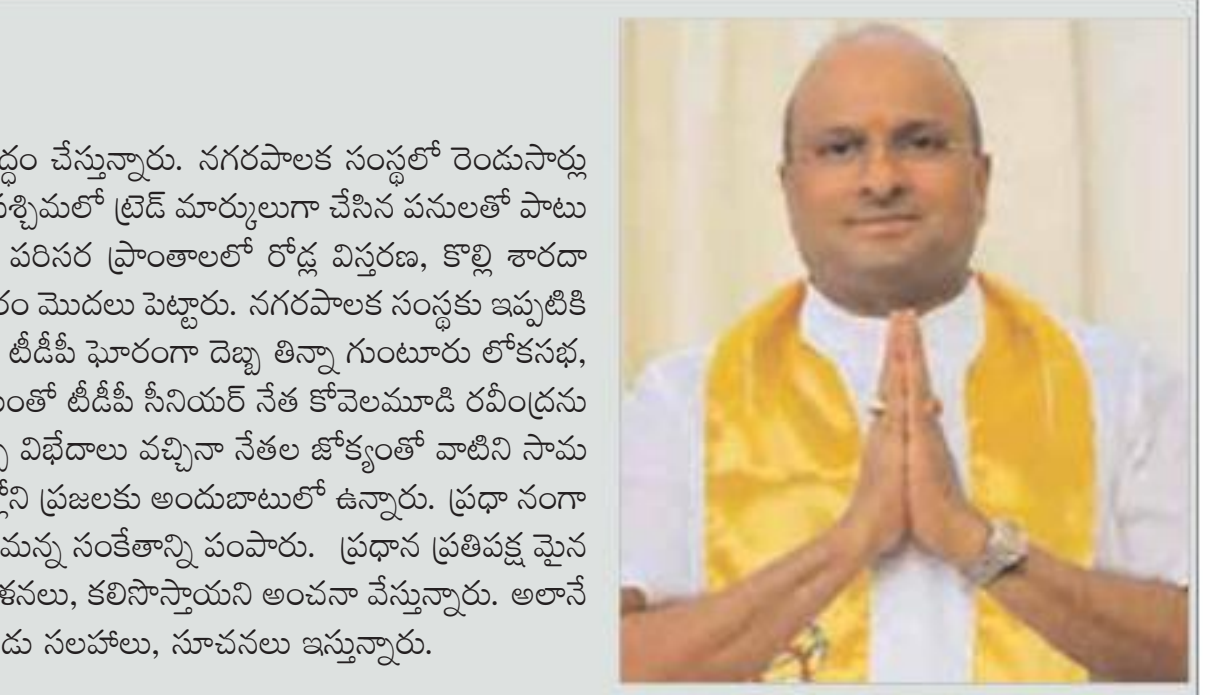 ద్ధం చేస్తున్నారు. నగరపాలక సంస్థలో రెండుసార్లు
పశ్చిమలో ట్రేడ్ మార్కులుగా చేసిన పనులతో పాటు
పరిసర ప్రాంతాలలో రోడ్ల విస్తరణ, కొల్లి శారదా
రం మొదలు పెట్టారు. నగరపాలక సంస్థకు ఇప్పటికి
టీడీపీ ఘోరంగా దెబ్బ తిన్నా గుంటూరు లోకసభ,
ంతో టీడీపీ సీనియర్ నేత కోవెలమూడి రవీంద్రను
విభేదాలు వచ్చినా నేతల జోక్యంతో వాటిని సామ
ల్లోని ప్రజలకు అందుబాటులో ఉన్నారు. ప్రధా నంగా
మన్న సంకేతాన్ని పంపారు. ప్రధాన ప్రతిపక్ష మైన
ళనలు, కలిసొస్తాయని అంచనా వేస్తున్నారు. అలానే
డు సలహాలు, సూచనలు ఇస్తున్నారు.